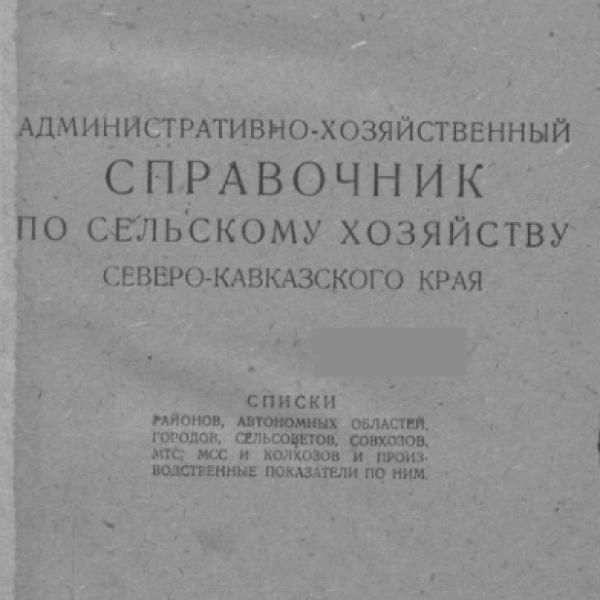 АДМИНИСТРАТИВНО-ХОЗЯЙСТВЕННЫЙ
СПРАВОЧНИК
ПО СЕЛЬСКОМУ ХОЗЯЙСТВУ
СЕВЕРО-КАВКАЗСКОГО КРАЯ
СПИСКИ
РАЙОНОВ, АВТОНОМНЫХ ОБЛАСТЕЙ,
ГОРОДОВ, СЕЛЬСОВЕТОВ, СОВХОЗОВ,
МТС, МСС И КОЛХОЗОВ И ПРОИЗ-
ВОДСТВЕННЫЕ ПОКАЗАТЕЛИ ПО НИМ.